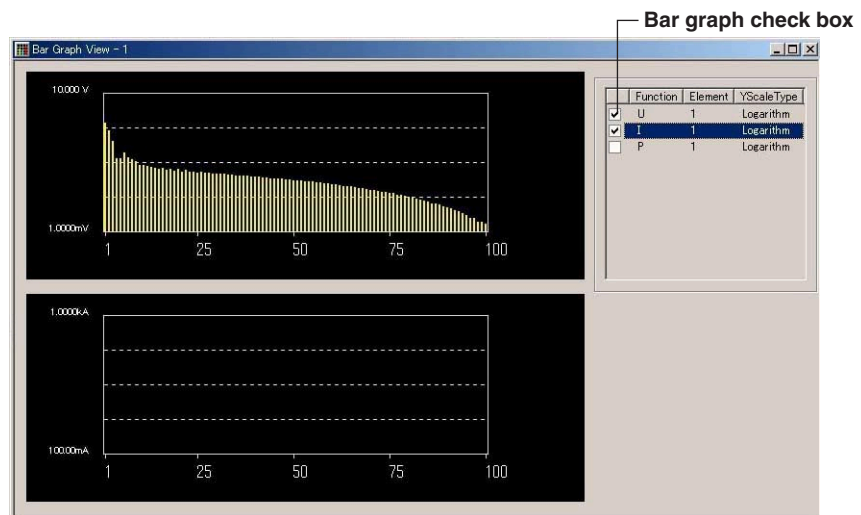 Bar graph check box
Bar Graph View - 1
10.000 V
1.0000mV
1 25 50 75 100
Function Element YScaleType
U 1 Logarithm
I 1 Logarithm
P 1 Logarithm
1.0000kA
100.00mA
1 25 50 75 100